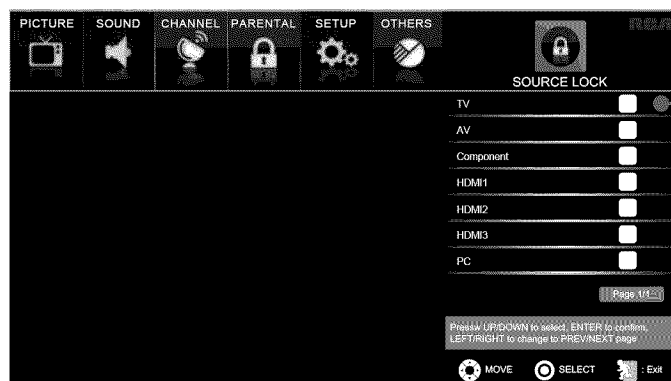 PICTURE SOUND CHANNEL PARENTAL SETUP OTHERS
RCA
SOURCE LOCK
TV
AV
Component
HDMI1
HDMI2
HDMI3
PC
Page 1/1
Pressw UP/DOWN to select, ENTER to confirm,
LEFT/RIGHT to change to PREV/NEXT page
MOVE SELECT : Exit